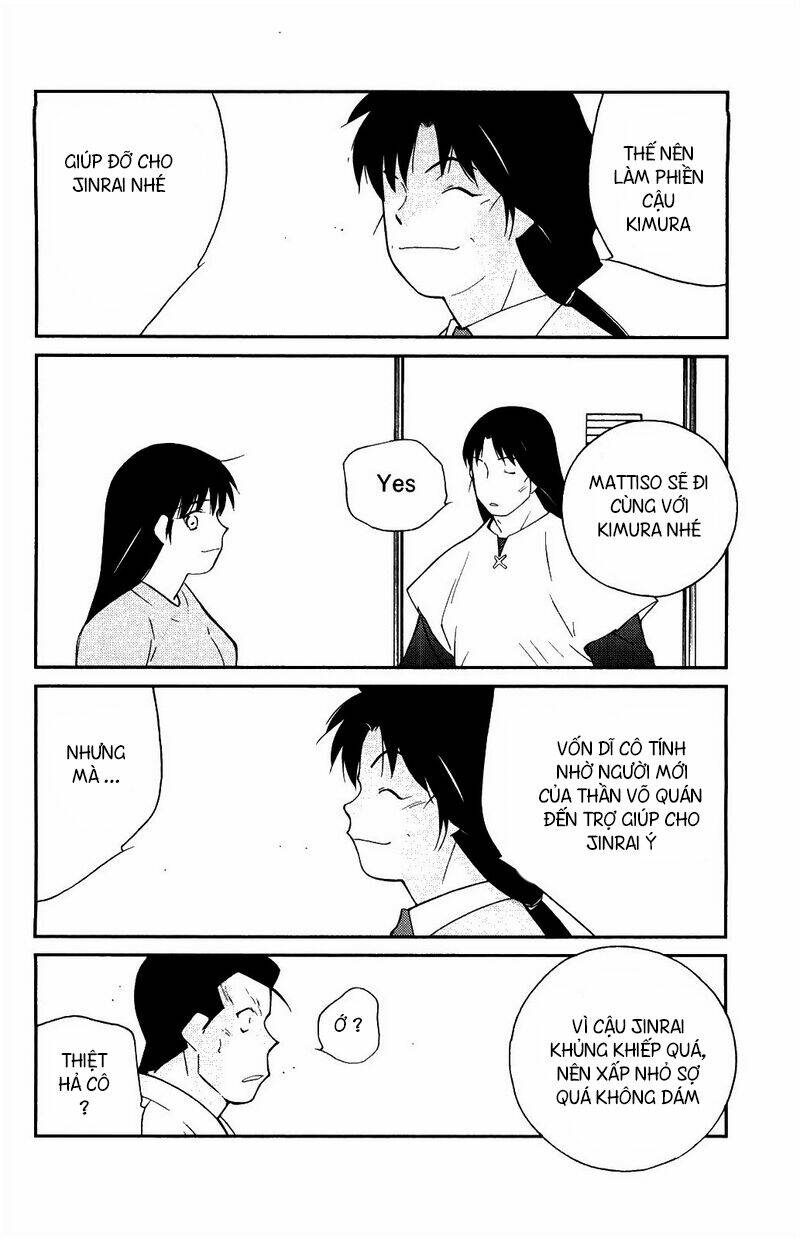 THẾ NÊN
LÀM PHIỀN
CẬU
KIMURA
GIÚP ĐỠ CHO
JINRAI NHÉ
MATTISO SẼ ĐI
CÙNG VỚI
KIMURA NHÉ
Yes
VỐN DĨ CÔ TÍNH
NHỜ NGƯỜI MỚI
CỦA THẦN VÕ QUÁN
ĐẾN TRỢ GIÚP CHO
JINRAI Ý
NHƯNG
MÀ ...
VÌ CẬU JINRAI
KHỦNG KHIẾP QUÁ,
NÊN XẤP NHỎ SỢ
QUÁ KHÔNG DÁM
Ớ ?
THIỆT
HẢ CÔ
?